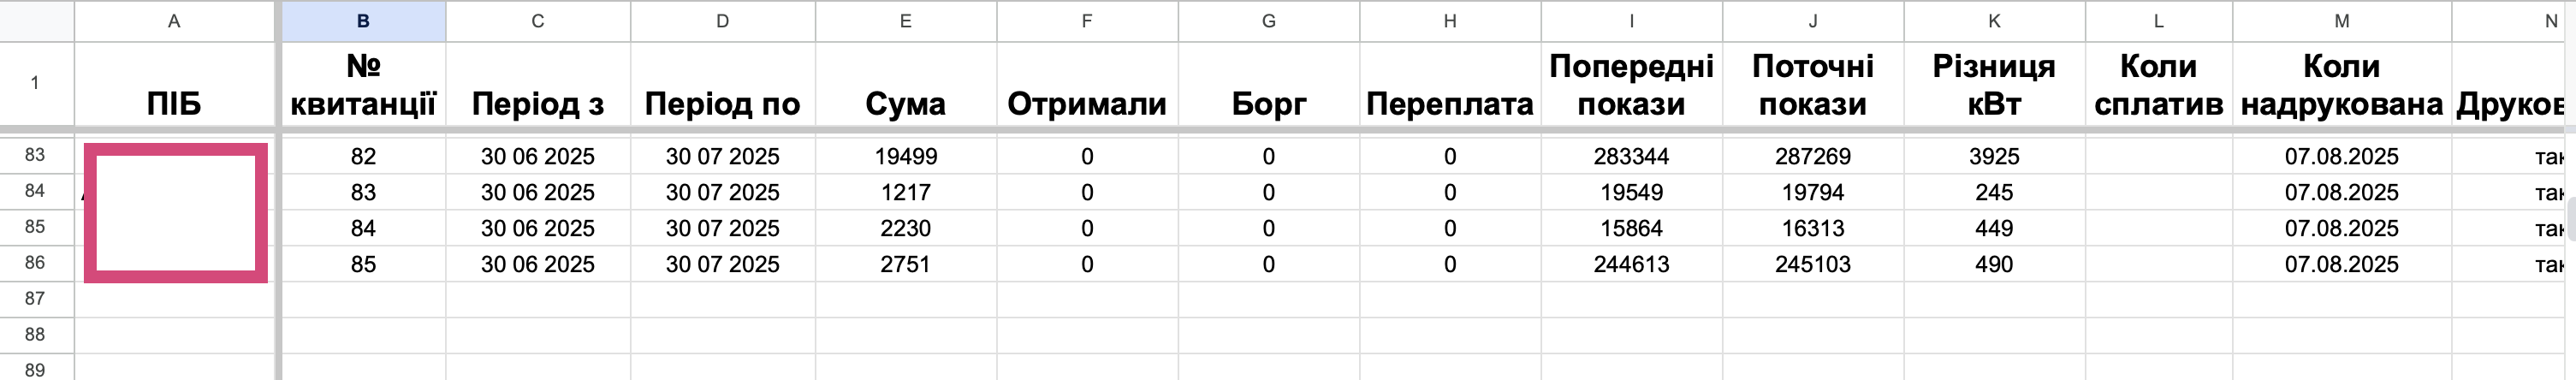 A B C D E F G H I J K L M N
1 ПІБ № квитанції Період з Період по Сума Отримали Борг Переплата Попередні покази Поточні покази Різниця кВт Коли сплатив Коли надрукована
83 82 30 06 2025 30 07 2025 19499 0 0 0 283344 287269 3925 07.08.2025
84 83 30 06 2025 30 07 2025 1217 0 0 0 19549 19794 245 07.08.2025
85 84 30 06 2025 30 07 2025 2230 0 0 0 15864 16313 449 07.08.2025
86 85 30 06 2025 30 07 2025 2751 0 0 0 244613 245103 490 07.08.2025
87
88
89